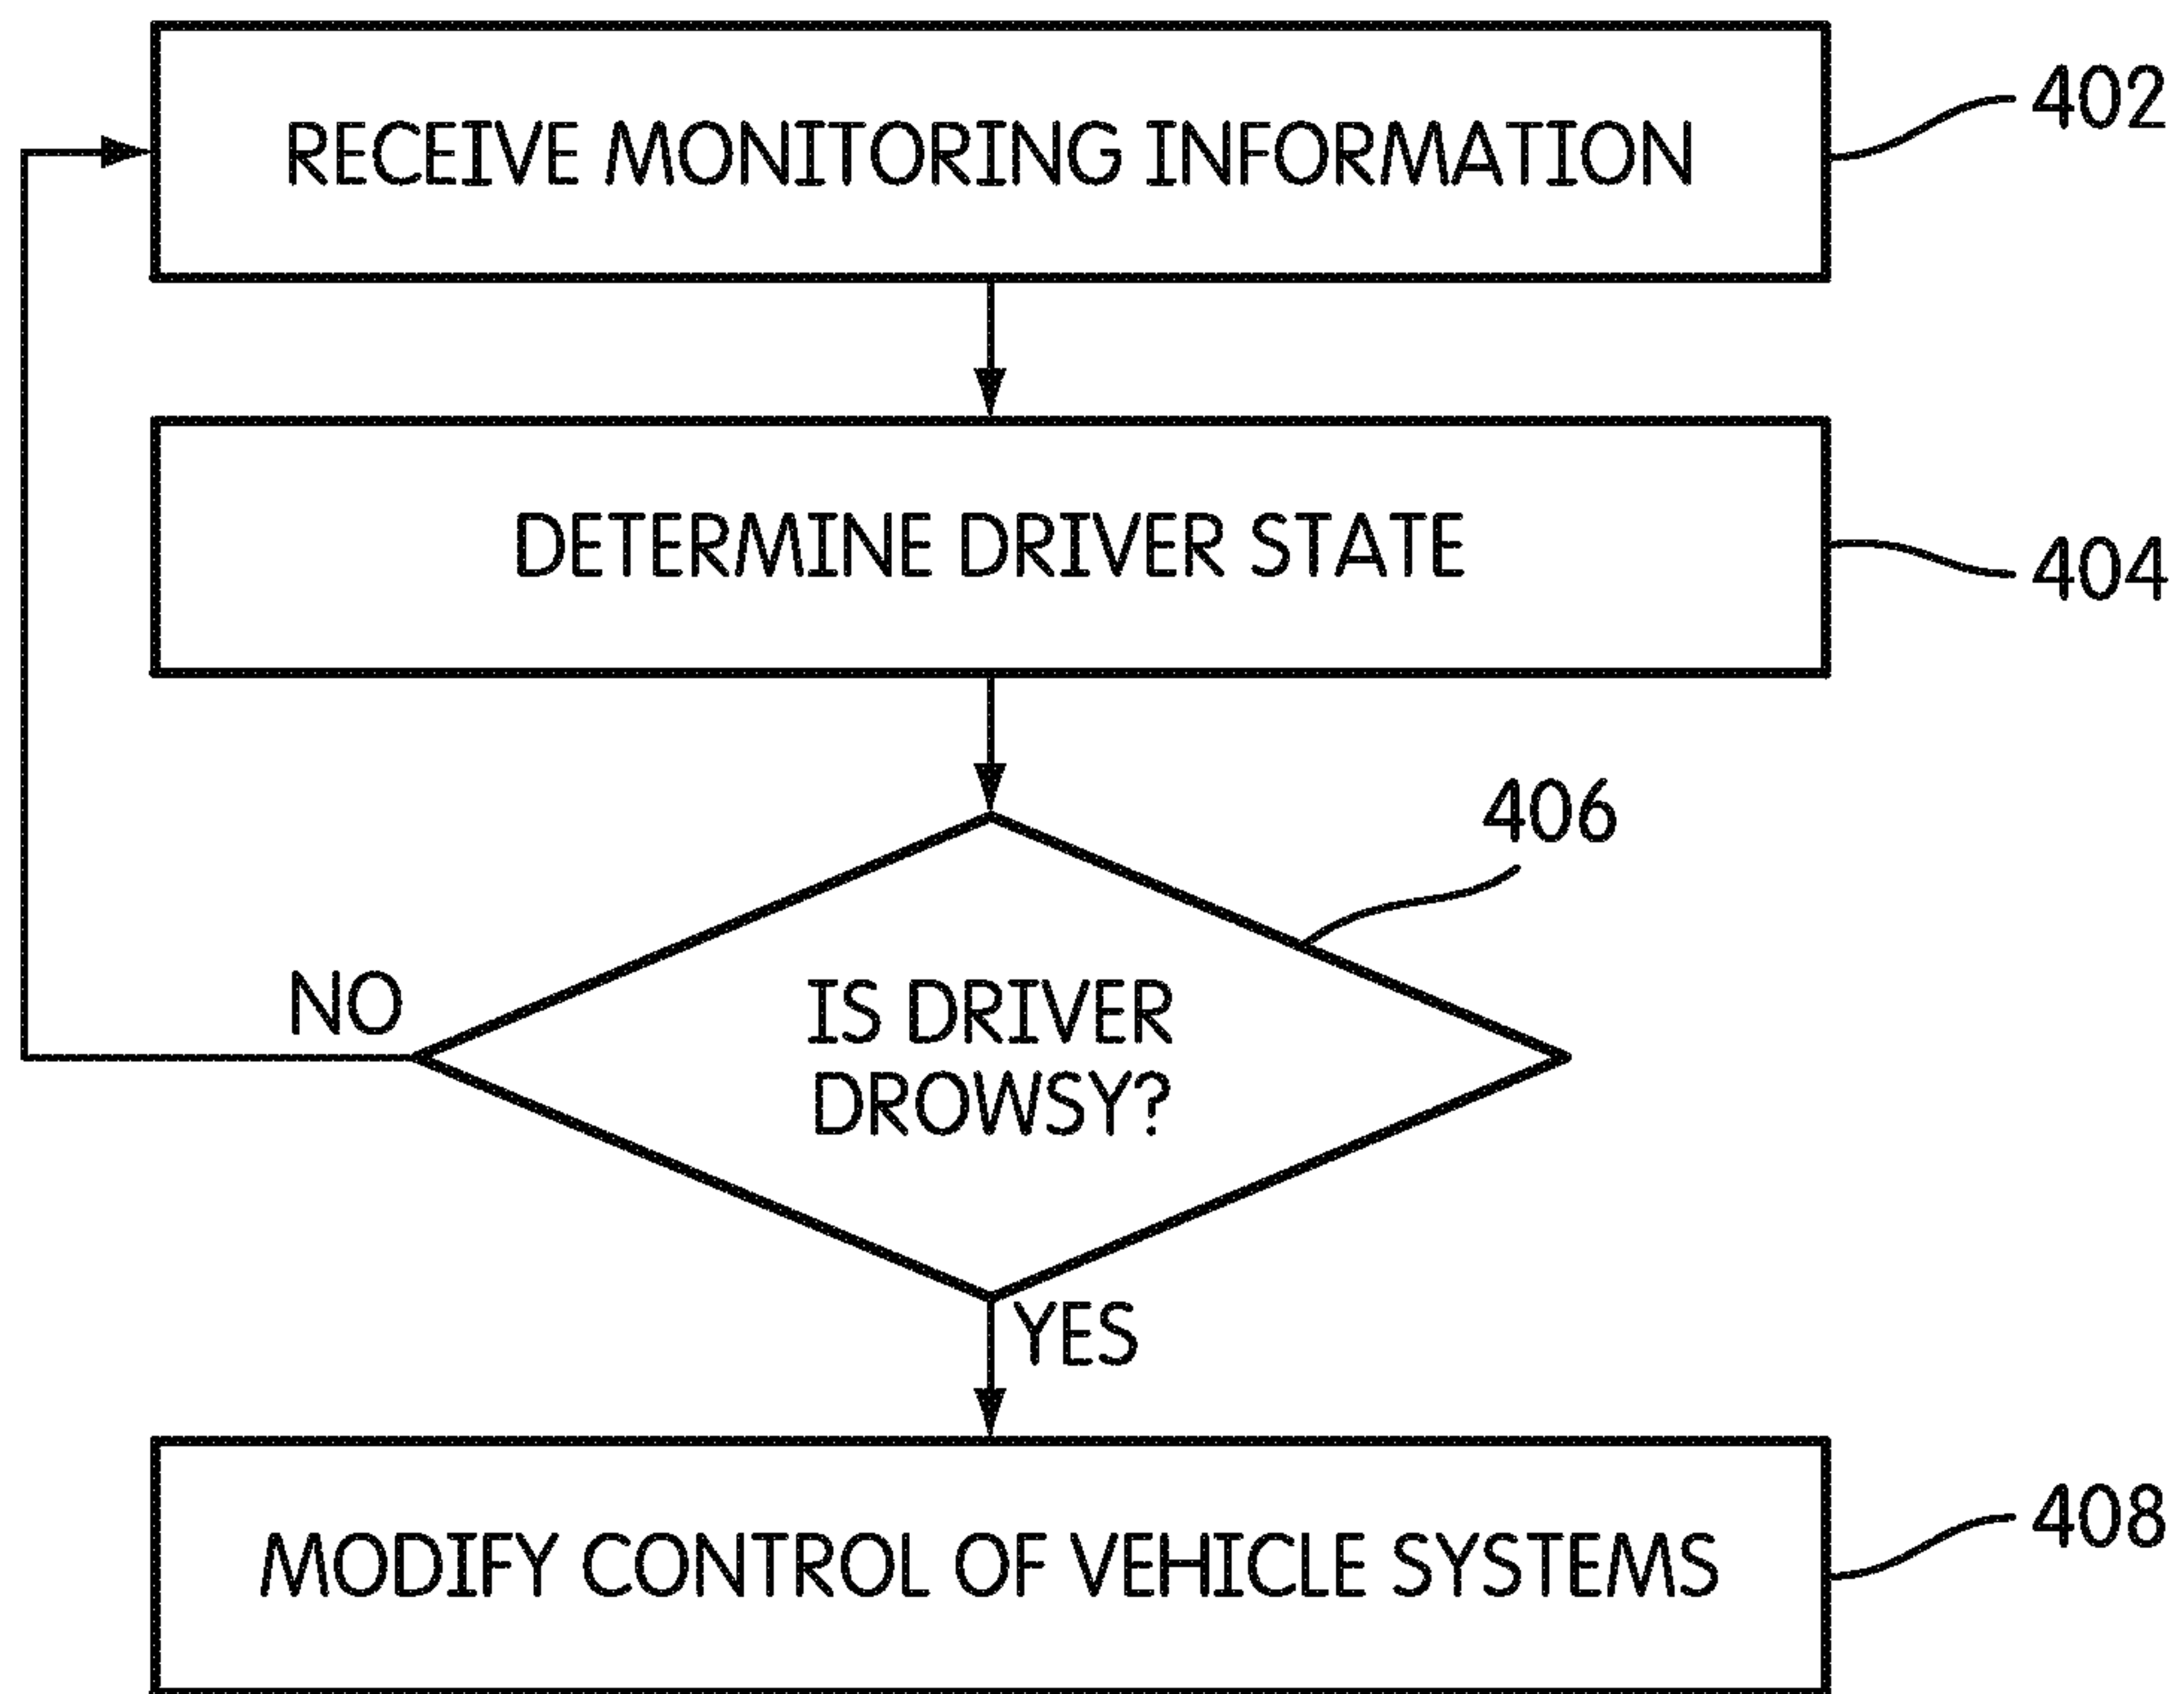 RECEIVE MONITORING INFORMATION
402
DETERMINE DRIVER STATE
404
406
IS DRIVER
DROWSY?
NO
YES
MODIFY CONTROL OF VEHICLE SYSTEMS
408